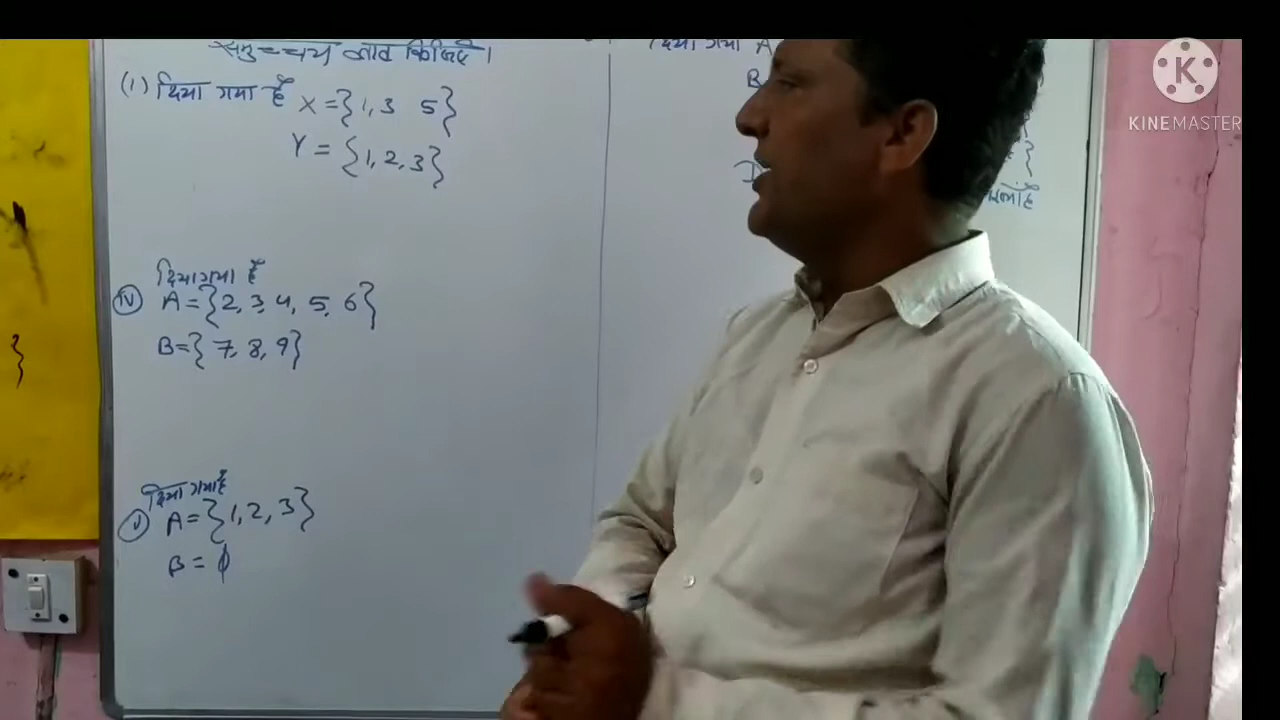 समुच्चय ज्ञात किजिये।
(i) दिया गया है X = {1, 3 5}
Y = {1, 2, 3}
दिया गया है
(iv) A = {2, 3, 4, 5, 6}
B = {7, 8, 9}
दिया गया है
(v) A = {1, 2, 3}
B = ϕ
दिया गया A
B
}
}
K
KINEMASTER